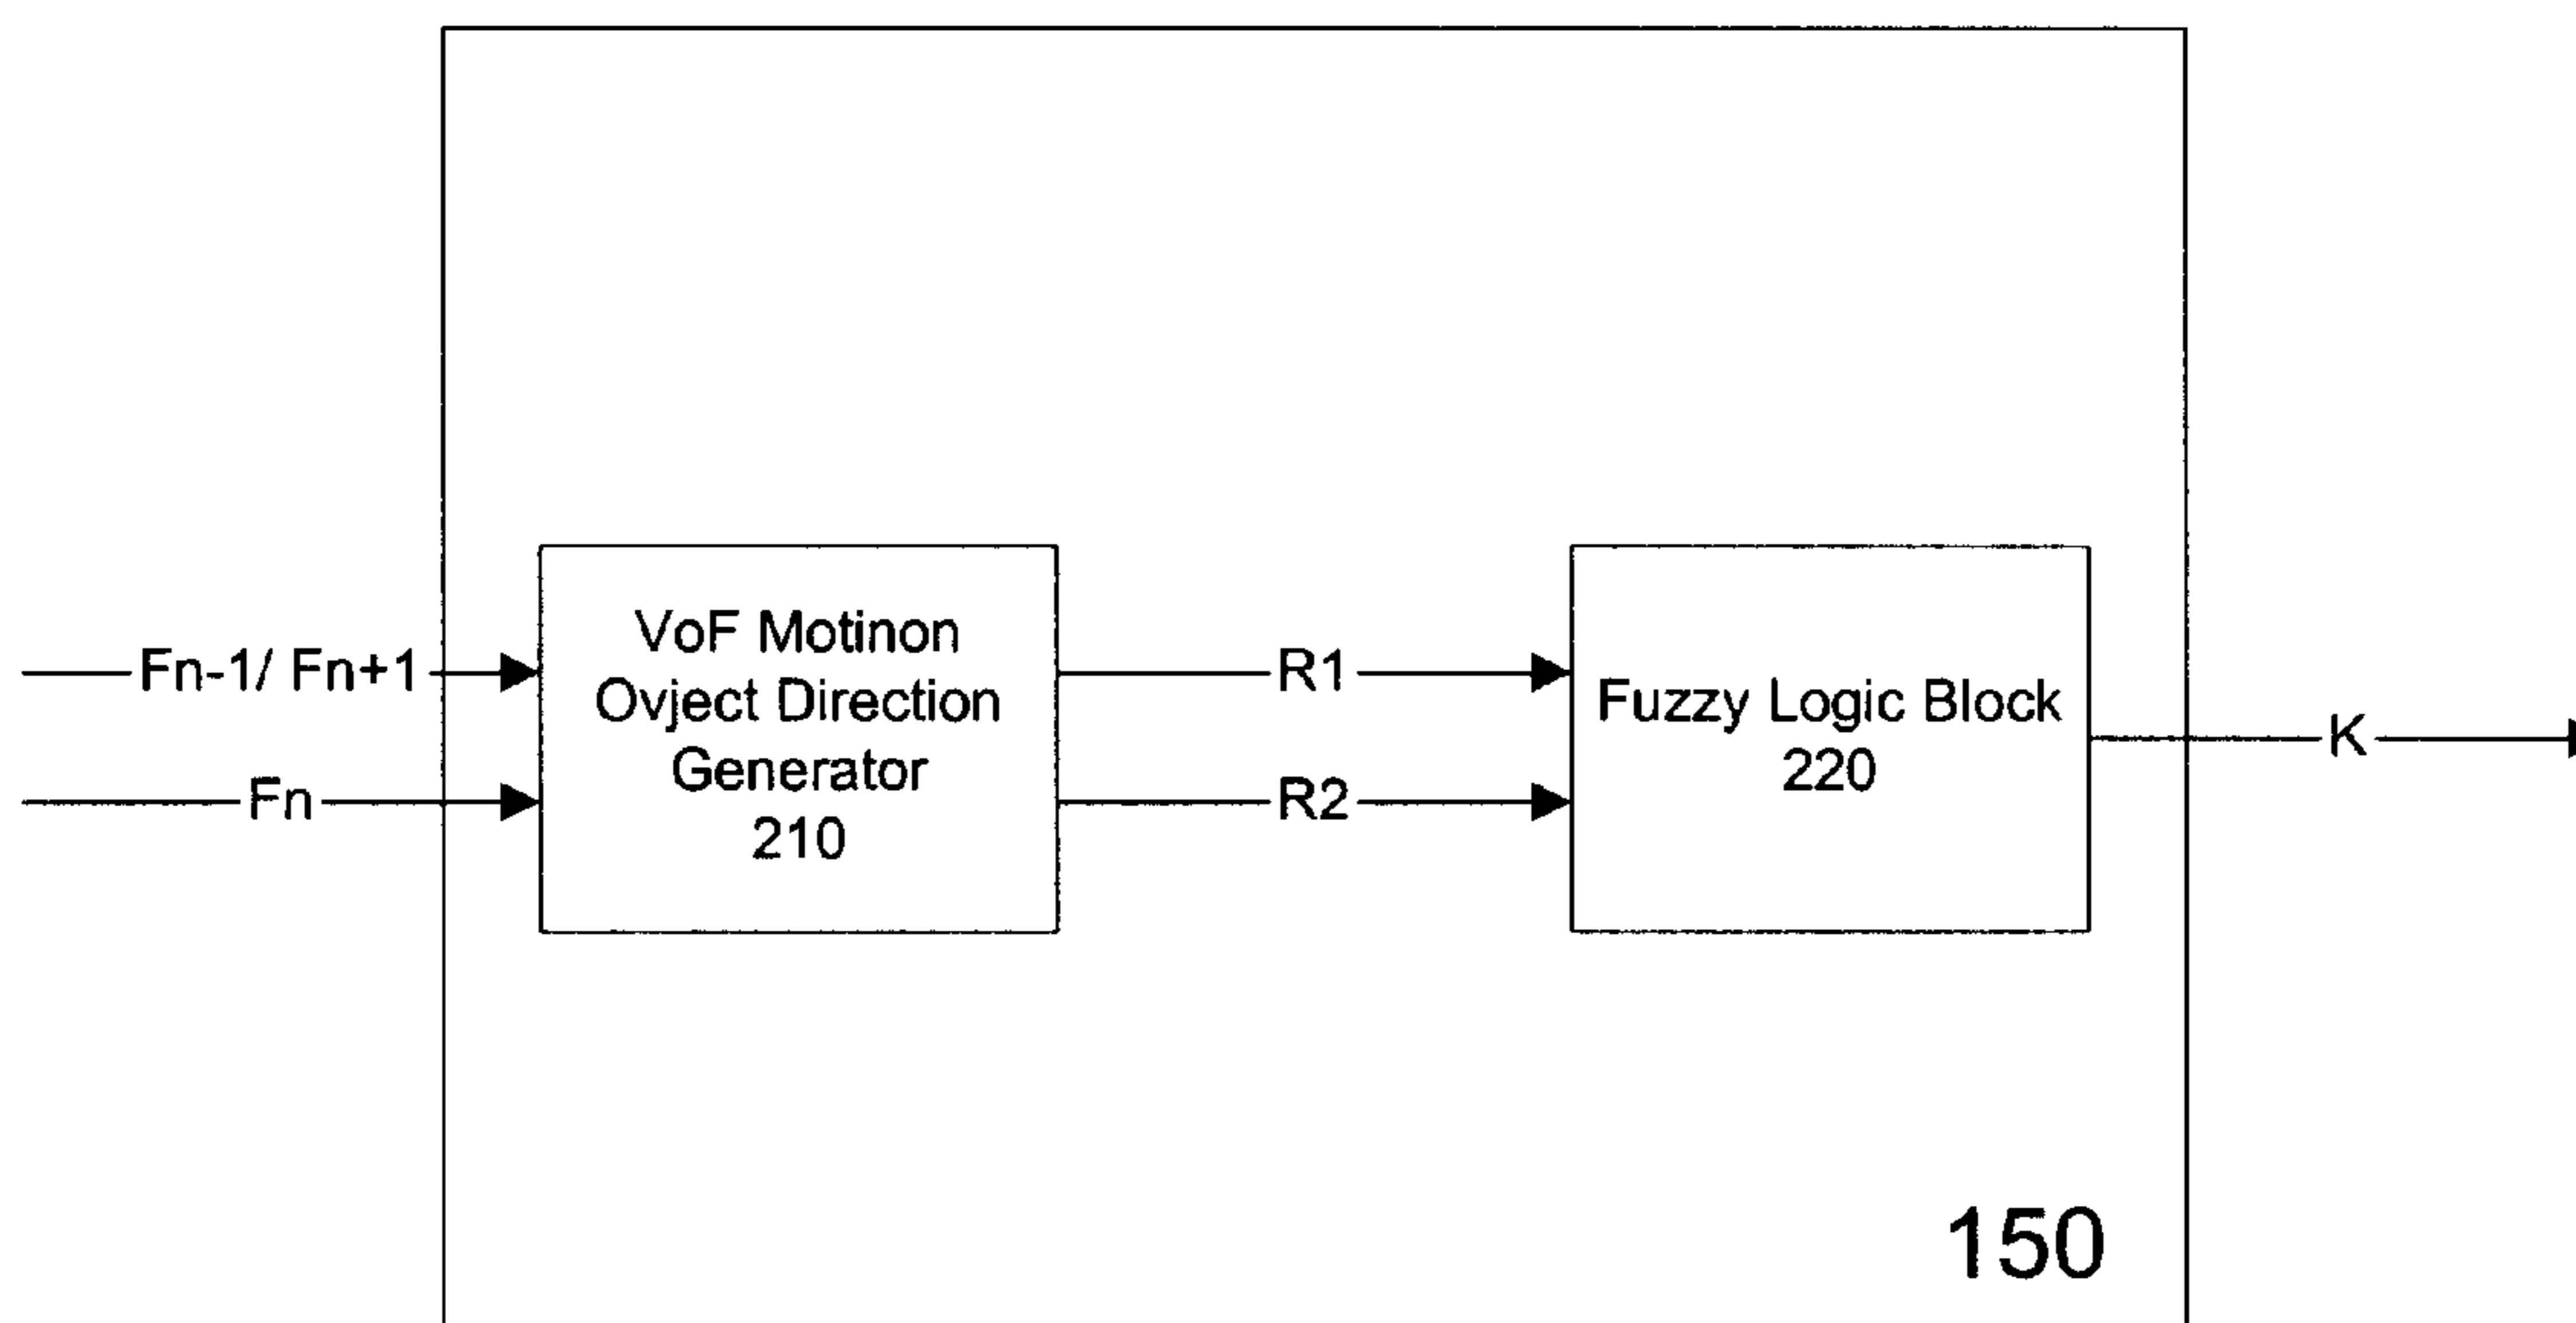 Fn-1/ Fn+1
Fn
VoF Motinon
Ovject Direction
Generator
210
R1
R2
Fuzzy Logic Block
220
K
150